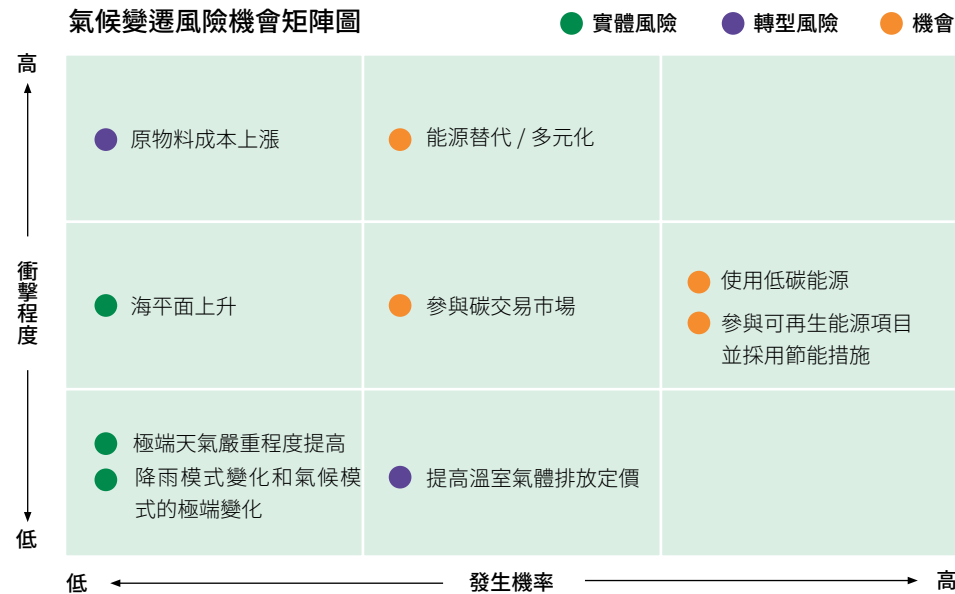 氣候變遷風險機會矩陣圖
實體風險
轉型風險
機會
高
衝擊程度
低
原物料成本上漲
能源替代 / 多元化
海平面上升
參與碳交易市場
使用低碳能源
參與可再生能源項目
並採用節能措施
極端天氣嚴重程度提高
降雨模式變化和氣候模
式的極端變化
提高溫室氣體排放定價
低
發生機率
高